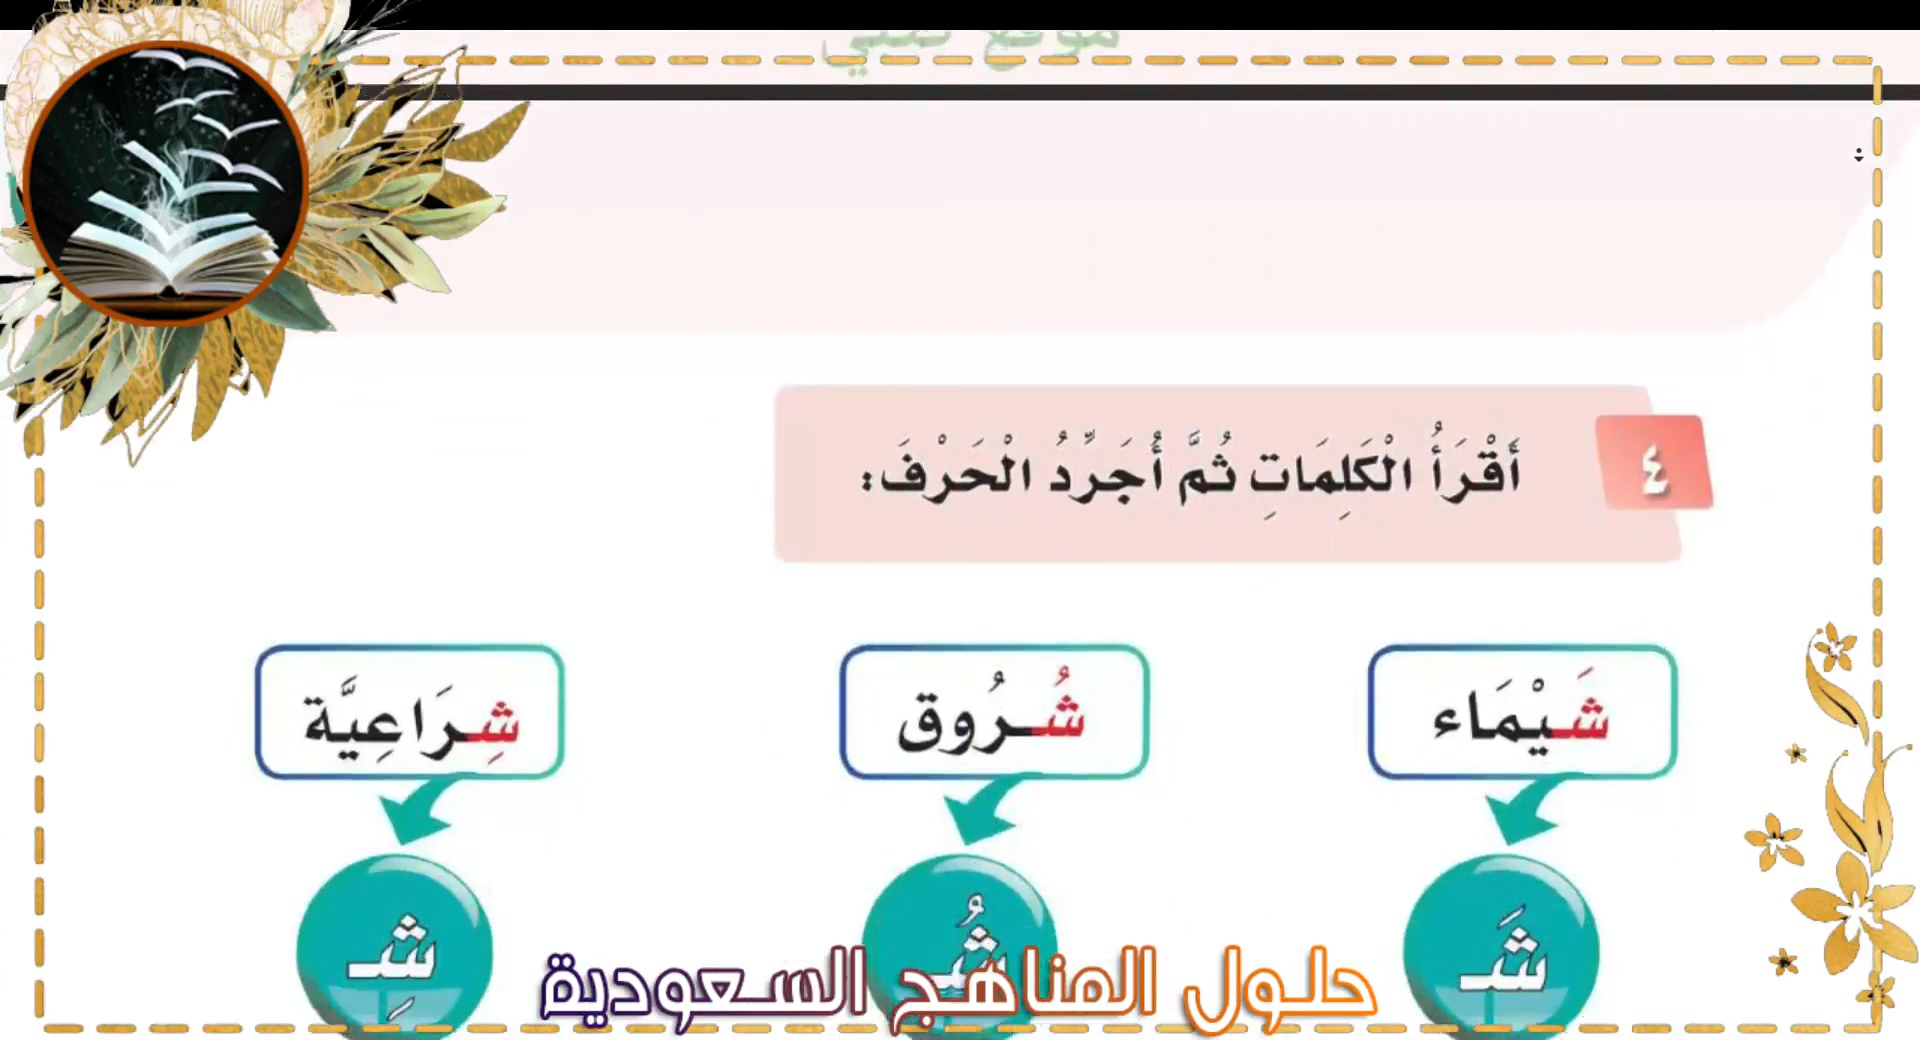 ٤
أَقْرَأُ الْكَلِمَاتِ ثُمَّ أُجَرِّدُ الْحَرْفَ:
شَيْمَاء شُرُوق شِرَاعِيَّة
شَـ شُـ شِـ
حلول المناهج السعودية